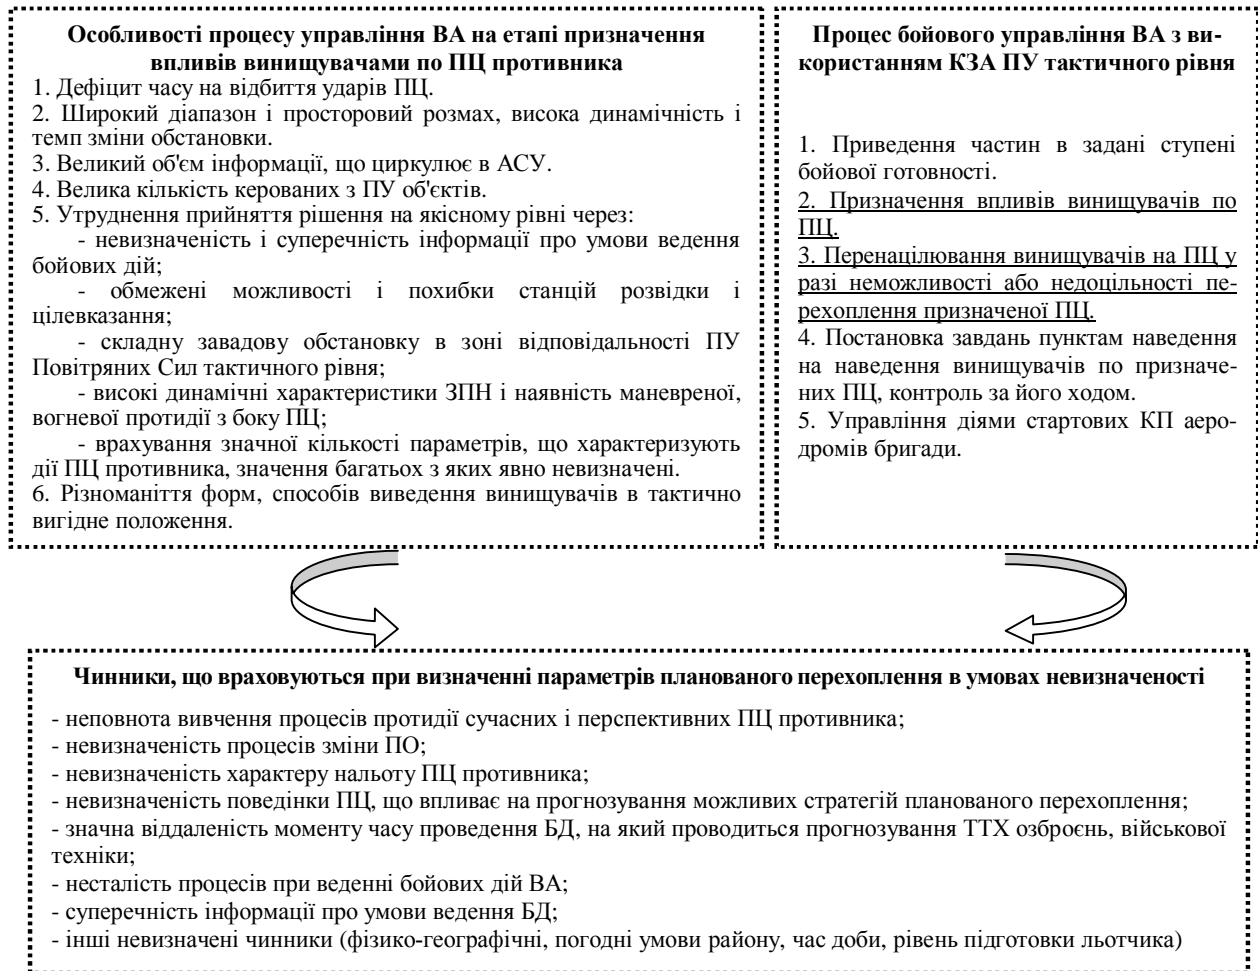 Особливості процесу управління ВА на етапі призначення
впливів винищувачами по ПЦ противника
1. Дефіцит часу на відбиття ударів ПЦ.
2. Широкий діапазон і просторовий розмах, висока динамічність і
темп зміни обстановки.
3. Великий об'єм інформації, що циркулює в АСУ.
4. Велика кількість керованих з ПУ об'єктів.
5. Утруднення прийняття рішення на якісному рівні через:
- невизначеність і суперечність інформації про умови ведення
бойових дій;
- обмежені можливості і похибки станцій розвідки і
цілевказання;
- складну завадову обстановку в зоні відповідальності ПУ
Повітряних Сил тактичного рівня;
- високі динамічні характеристики ЗПН і наявність маневреної,
вогневої протидії з боку ПЦ;
- врахування значної кількості параметрів, що характеризують
дії ПЦ противника, значення багатьох з яких явно невизначені.
6. Різноманіття форм, способів виведення винищувачів в тактично
вигідне положення.
Процес бойового управління ВА з ви-
користанням КЗА ПУ тактичного рівня
1. Приведення частин в задані ступені
бойової готовності.
2. Призначення впливів винищувачів по
ПЦ.
3. Перенацілювання винищувачів на ПЦ у
разі неможливості або недоцільності пе-
рехоплення призначеної ПЦ.
4. Постановка завдань пунктам наведення
на наведення винищувачів по призначе-
них ПЦ, контроль за його ходом.
5. Управління діями стартових КП аеро-
дромів бригади.
Чинники, що враховуються при визначенні параметрів планованого перехоплення в умовах невизначеності
- неповнота вивчення процесів протидії сучасних і перспективних ПЦ противника;
- невизначеність процесів зміни ПО;
- невизначеність характеру нальоту ПЦ противника;
- невизначеність поведінки ПЦ, що впливає на прогнозування можливих стратегій планованого перехоплення;
- значна віддаленість моменту часу проведення БД, на який проводиться прогнозування ТТХ озброєнь, військової
техніки;
- несталість процесів при веденні бойових дій ВА;
- суперечність інформації про умови ведення БД;
- інші невизначені чинники (фізико-географічні, погодні умови району, час доби, рівень підготовки льотчика)